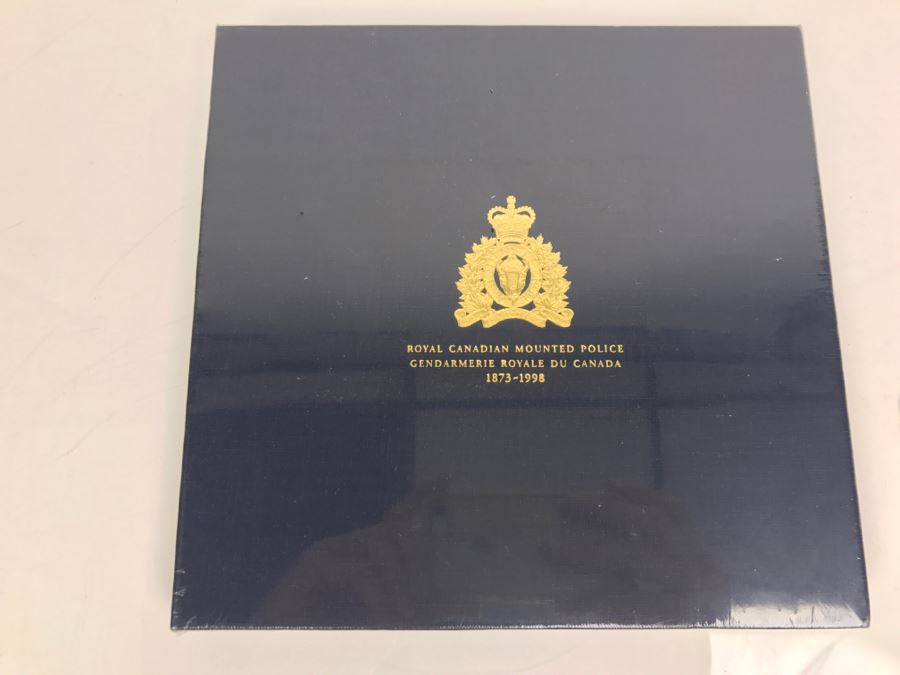 ROYAL CANADIAN MOUNTED POLICE
GENDARMERIE ROYALE DU CANADA
1873-1998